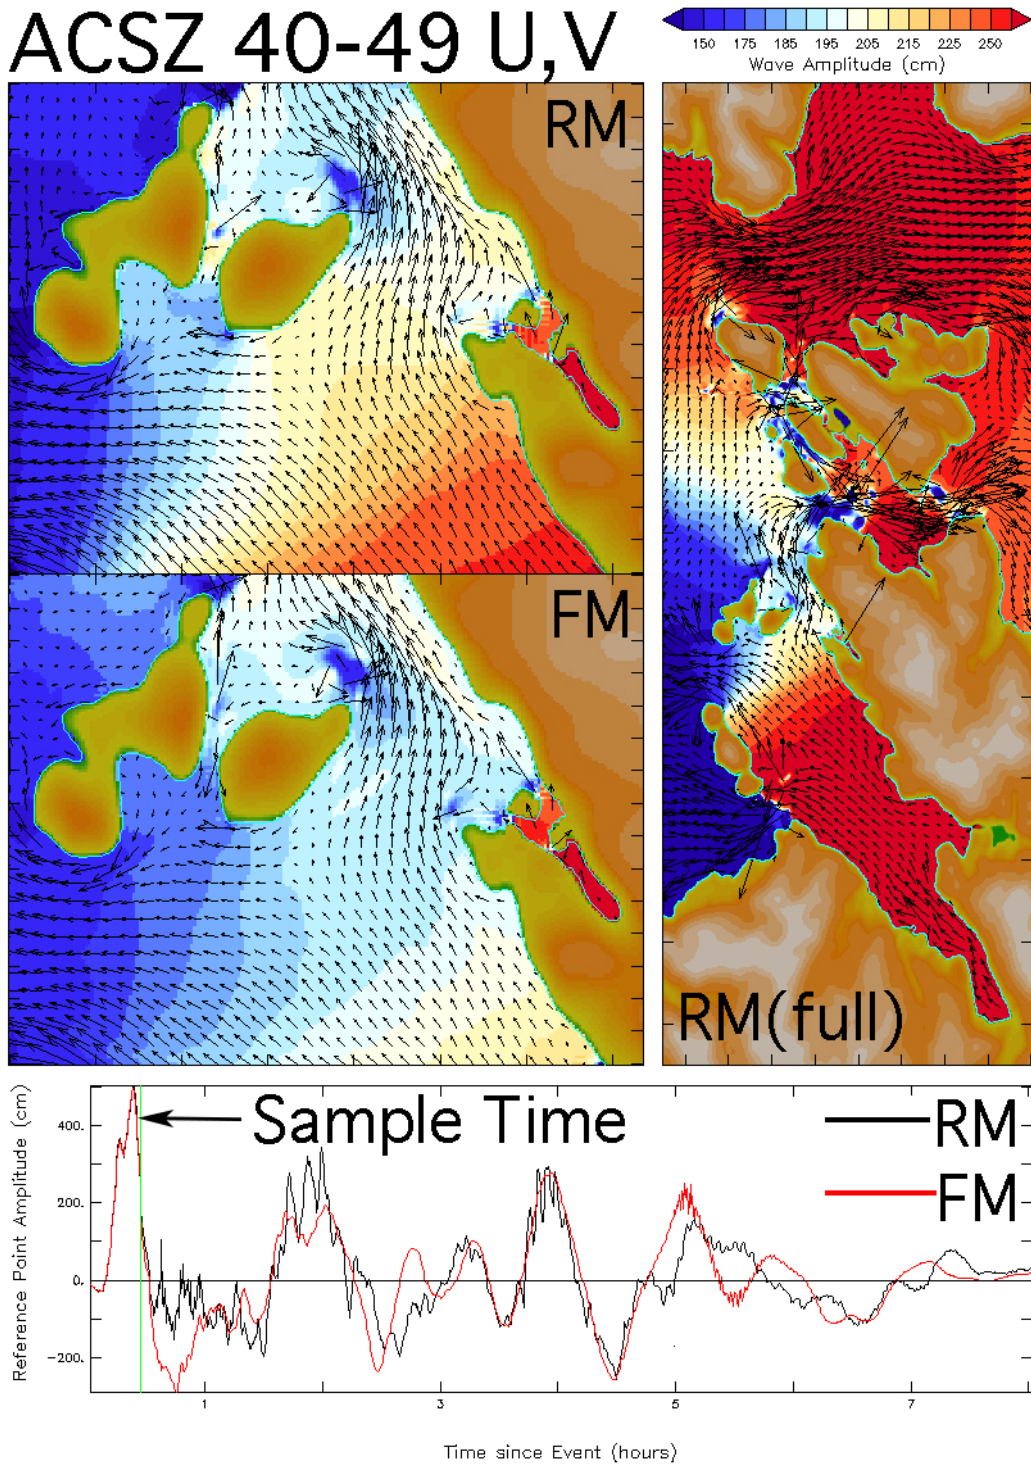 ACSZ 40-49 U,V
150 175 185 195 205 215 225 250
Wave Amplitude (cm)
RM
FM
RM(full)
Reference Point Amplitude (cm)
400.
200.
0.
-200.
Sample Time
RM
FM
1 3 5 7
Time since Event (hours)